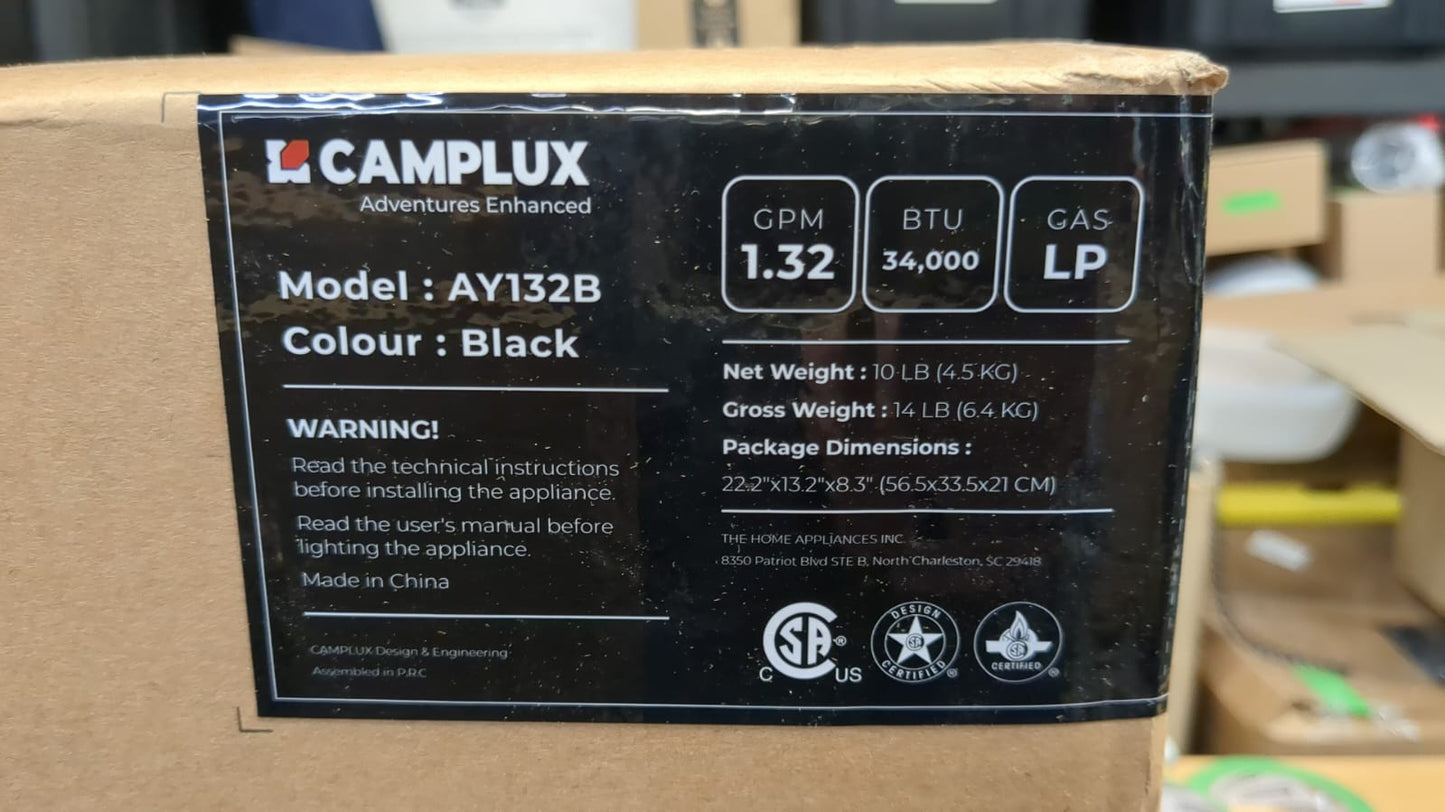 CAMPLUX
Adventures Enhanced
Model : AY132B
Colour : Black
WARNING!
Read the technical instructions
before installing the appliance.
Read the user's manual before
lighting the appliance.
Made in China
CAMPLUX Design & Engineering
Assembled in P.R.C
GPM
1.32
BTU
34,000
GAS
LP
Net Weight : 10 LB (4.5 KG)
Gross Weight : 14 LB (6.4 KG)
Package Dimensions :
22.2"x13.2"x8.3" (56.5x33.5x21 CM)
THE HOME APPLIANCES INC.
8350 Patriot Blvd STE B, North Charleston, SC 29418
C SA ® US
DESIGN SA CERTIFIED ®
SA CERTIFIED ®